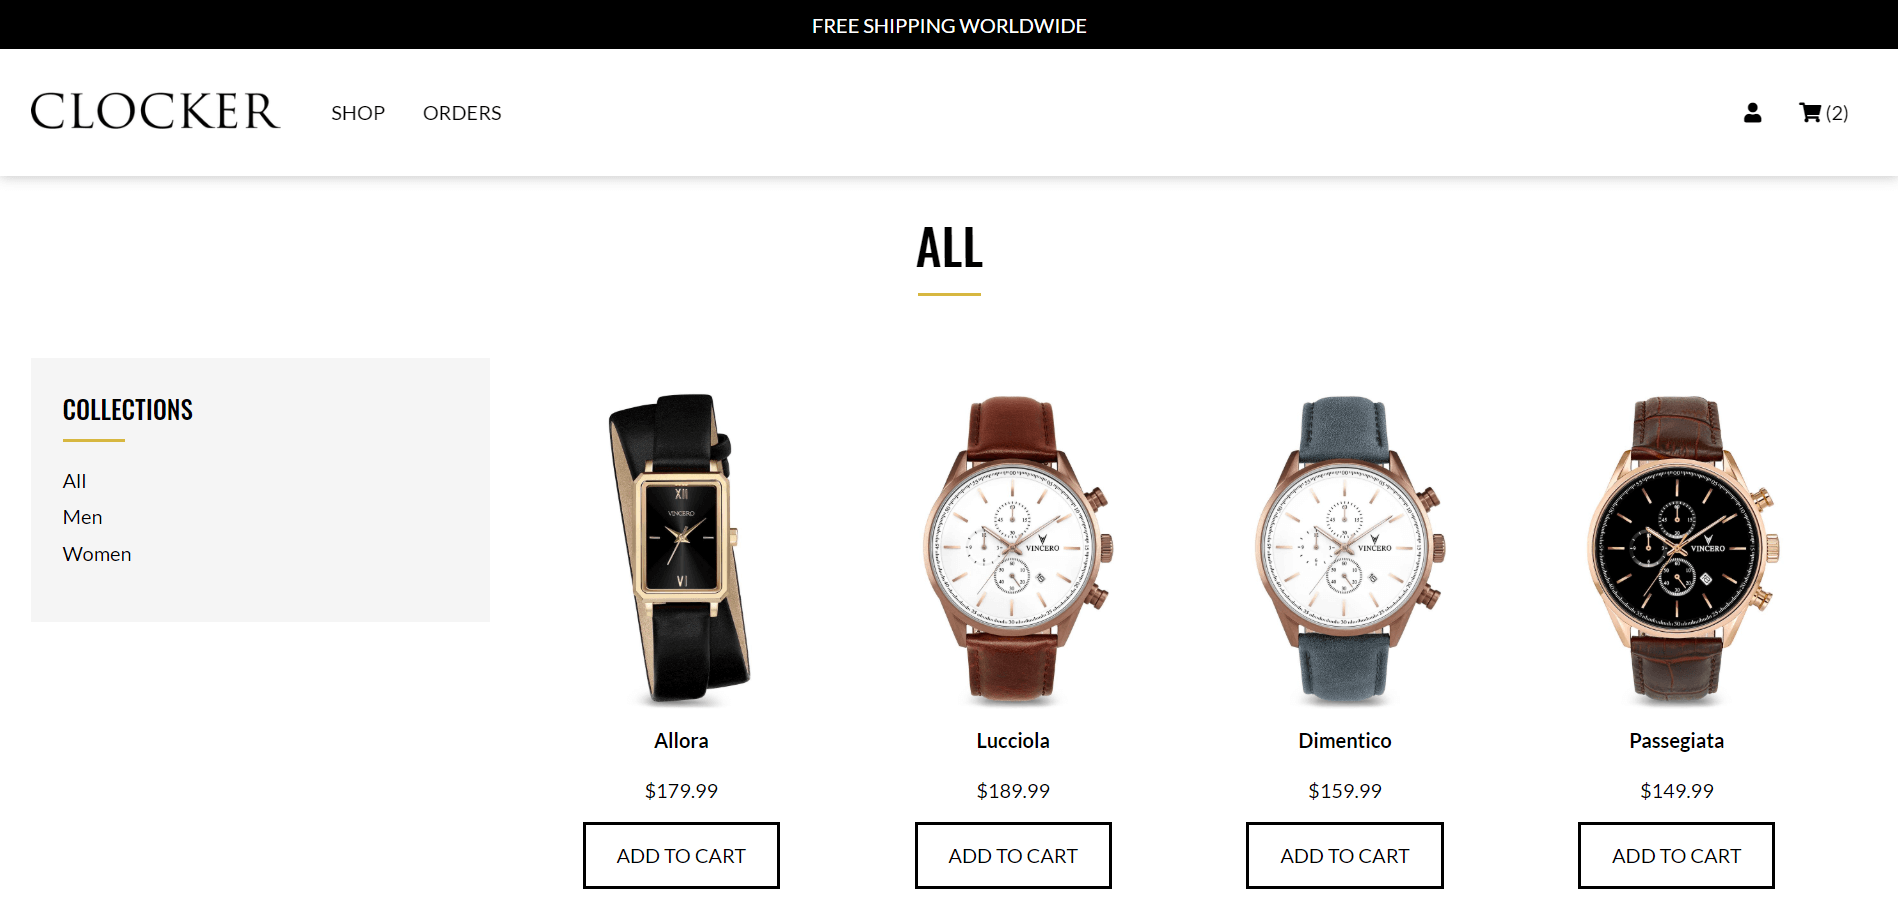 FREE SHIPPING WORLDWIDE
CLOCKER
SHOP
ORDERS
(2)
ALL
COLLECTIONS
All
Men
Women
XII
VINCERO
VI
Allora
$179.99
ADD TO CART
VINCERO
Lucciola
$189.99
ADD TO CART
VINCERO
Dimentico
$159.99
ADD TO CART
VINCERO
Passegiata
$149.99
ADD TO CART